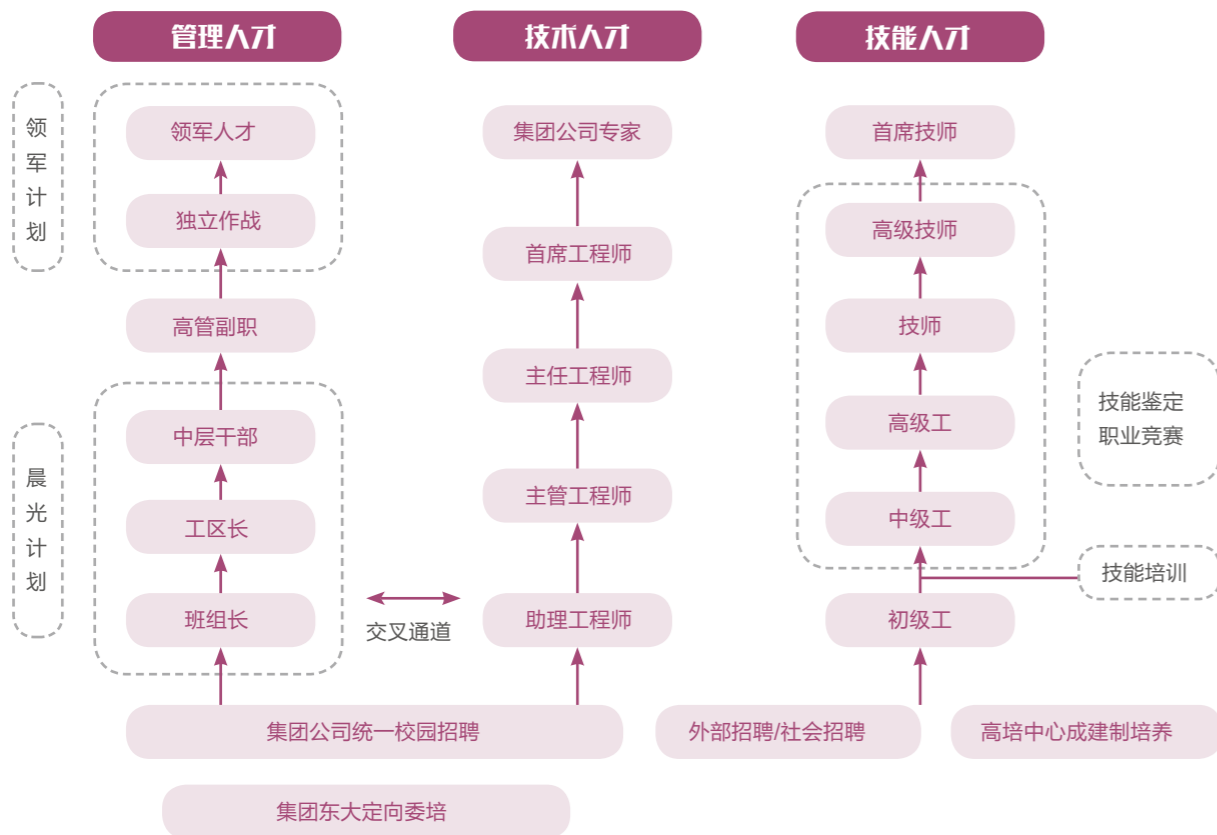 管理人才
技术人才
技能人才
领军计划
领军人才
独立作战
高管副职
晨光计划
中层干部
工区长
班组长
交叉通道
集团公司专家
首席工程师
主任工程师
主管工程师
助理工程师
首席技师
高级技师
技师
高级工
中级工
初级工
技能鉴定
职业竞赛
技能培训
集团公司统一校园招聘
外部招聘/社会招聘
高培中心成建制培养
集团东大定向委培